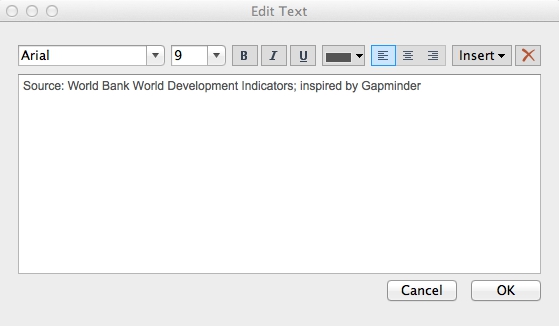 Edit Text
Arial 9 B I U Insert
Source: World Bank World Development Indicators; inspired by Gapminder
Cancel OK